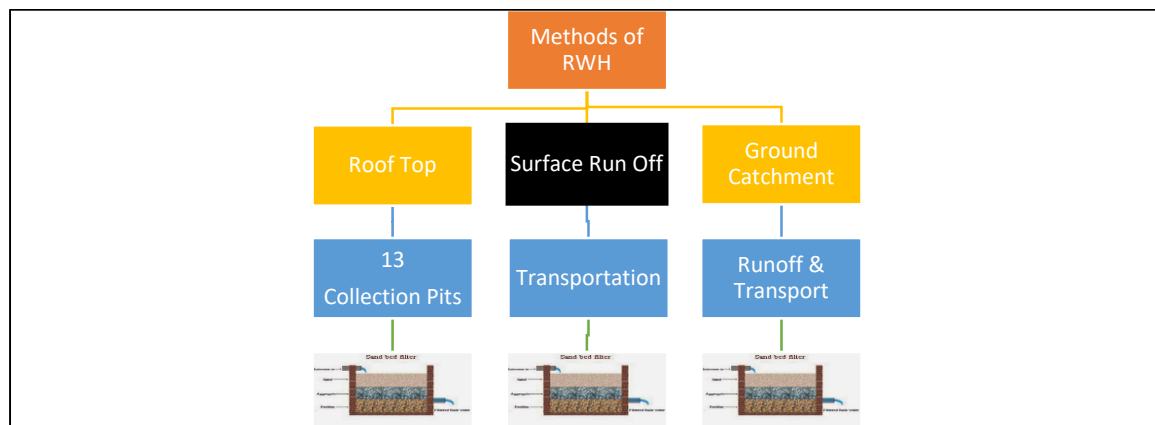 Methods of
RWH
Roof Top
Surface Run Off
Ground
Catchment
13
Collection Pits
Transportation
Runoff &
Transport
Sand bed filter
Sand bed filter
Sand bed filter